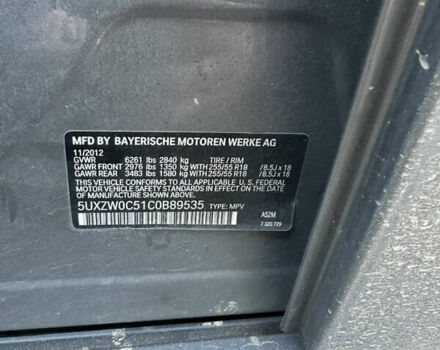 MFD BY BAYERISCHE MOTOREN WERKE AG
11/2012
GVWR 6261 lbs 2840 kg TIRE / RIM
GAWR FRONT 2976 lbs 1350 kg WITH 255/55 R18 /8.5J x 18
GAWR REAR 3483 lbs 1580 kg WITH 255/55 R18 /8.5J x 18
THIS VEHICLE CONFORMS TO ALL APPLICABLE U. S. FEDERAL
MOTOR VEHICLE SAFETY STANDARDS IN EFFECT ON THE
DATE OF MANUFACTURE SHOWN ABOVE.
5UXZW0C51C0B89535 TYPE: MPV A52M
7 320 729